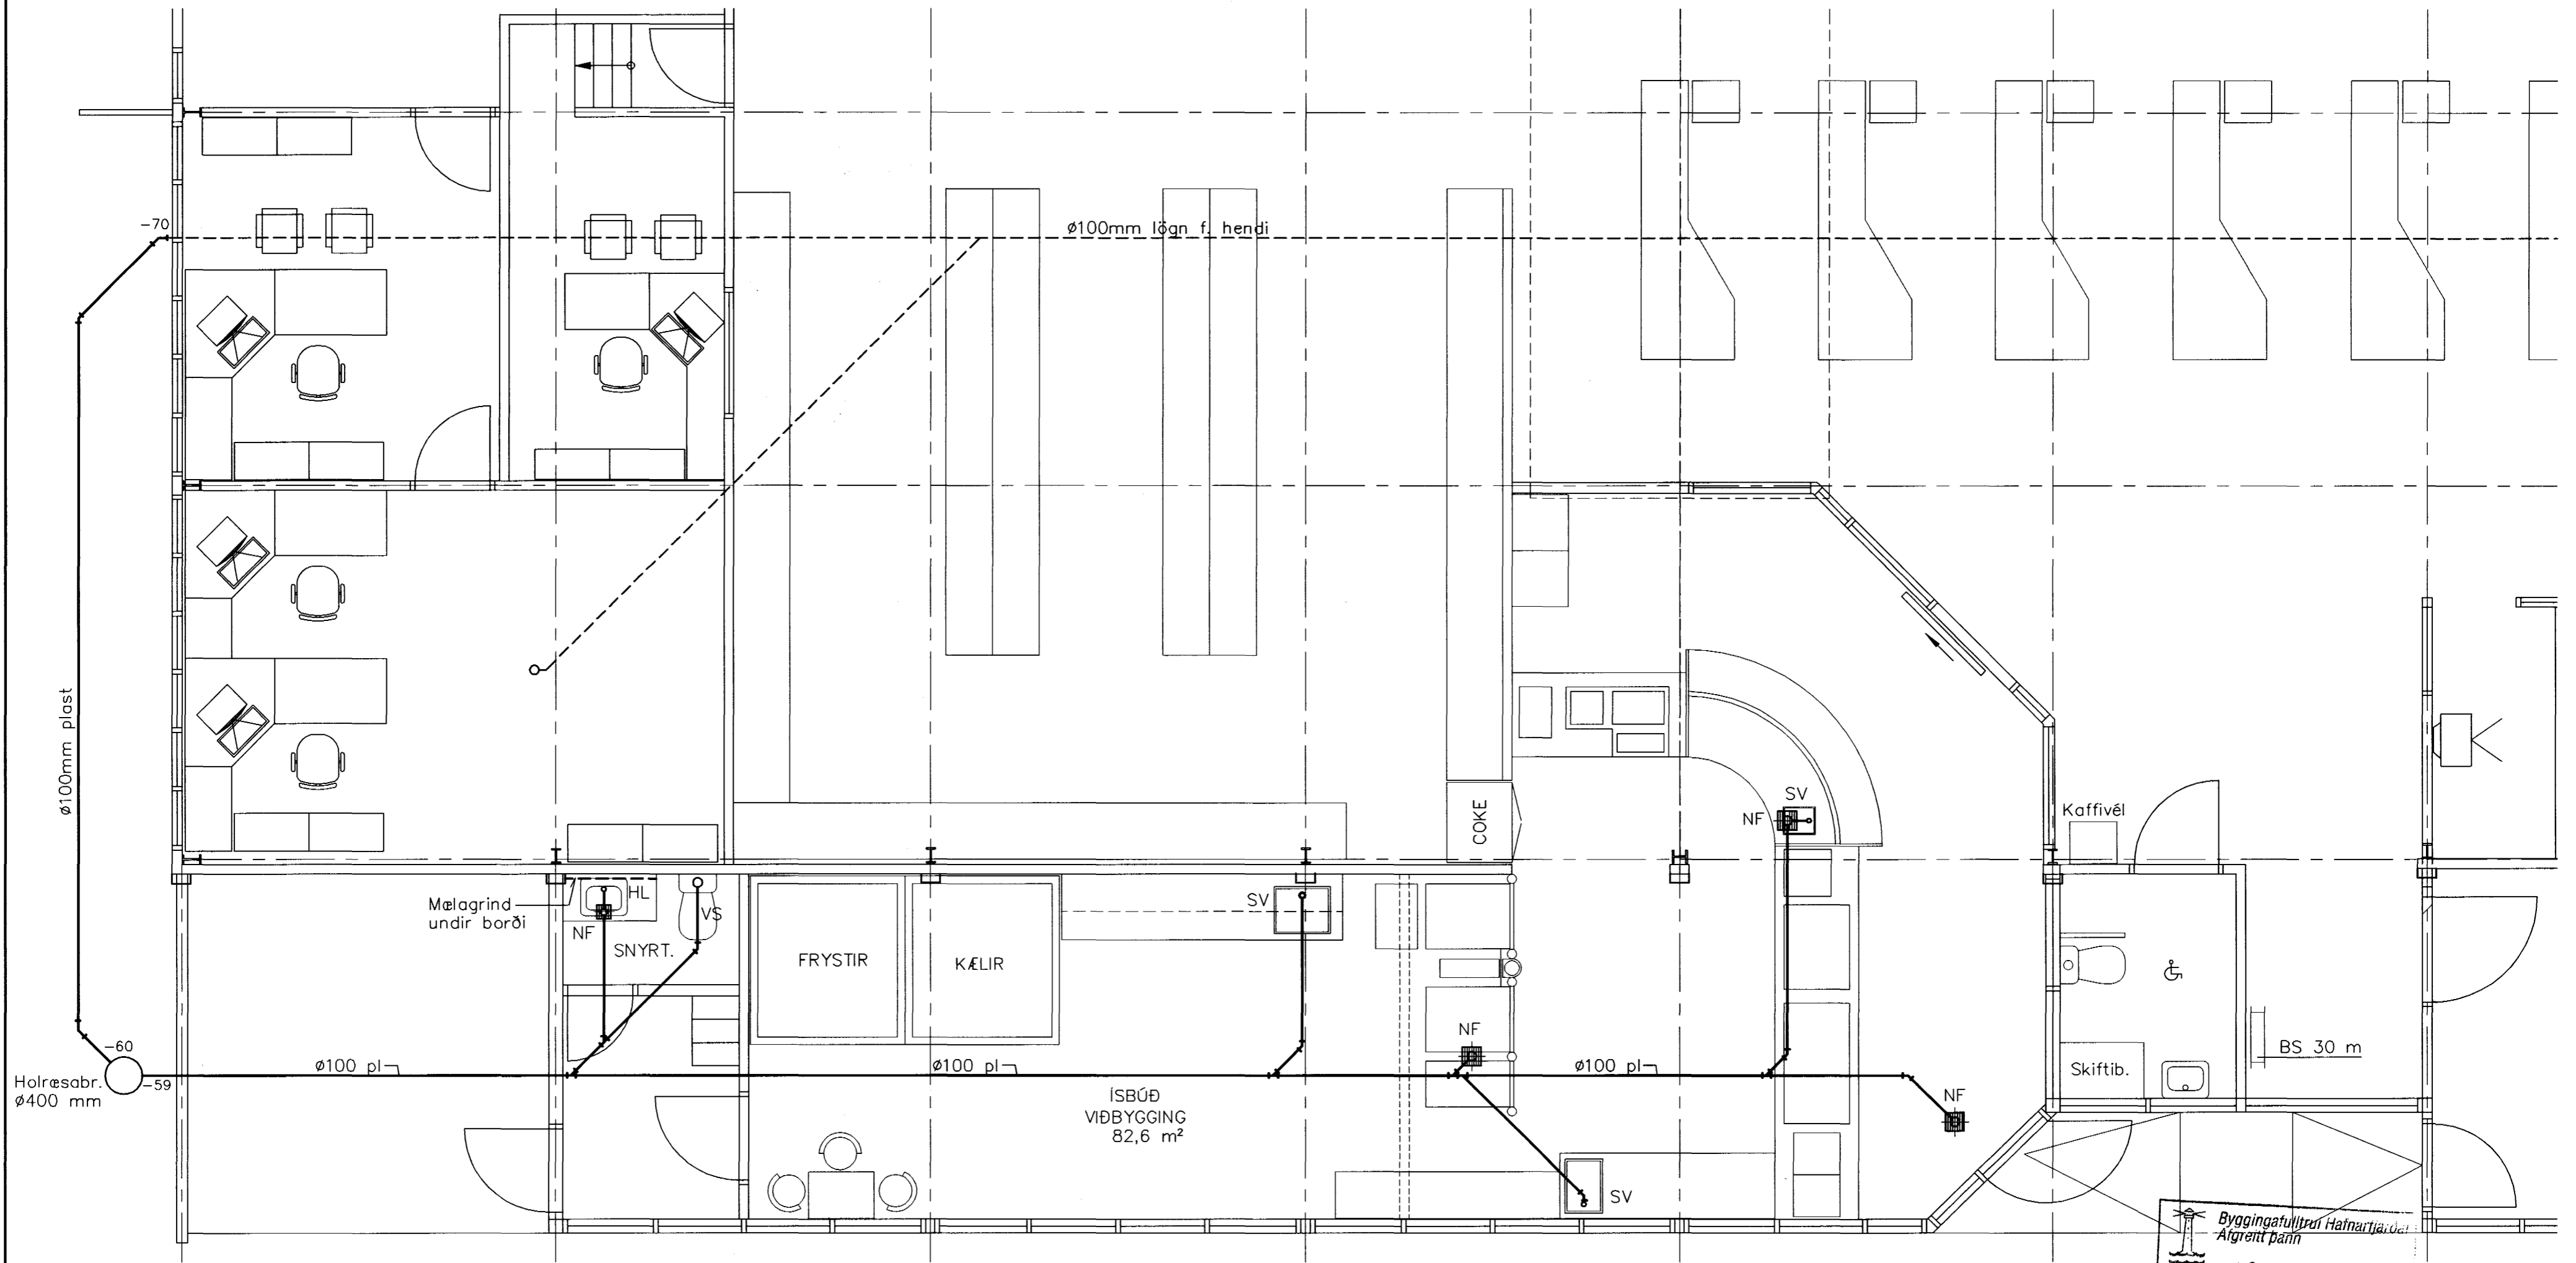 -70
ø100mm lögn f. hendi
ø100mm plast
COKE
SV
NF
Kaffivél
Mælagrind
undir borði
HL
VS
NF
SNYRT.
FRYSTIR
KÆLIR
SV
NF
-60
-59
Holræsabr.
ø400 mm
ø100 pl
ø100 pl
ø100 pl
ÍSBÚÐ
VIÐBYGGING
82,6 m²
NF
SV
Skiftib.
BS 30 m
Byggingafulltrúi Hafnarfjarðar
Afgreitt þann